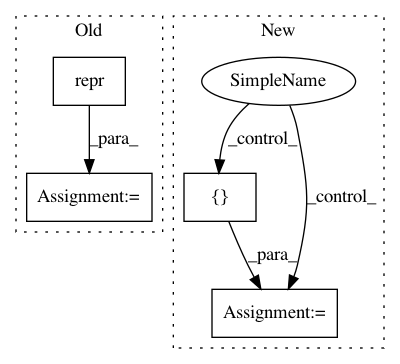 Old
New
repr
SimpleName
_para_
_control_
Assignment:=
{}
_control_
_para_
Assignment:=